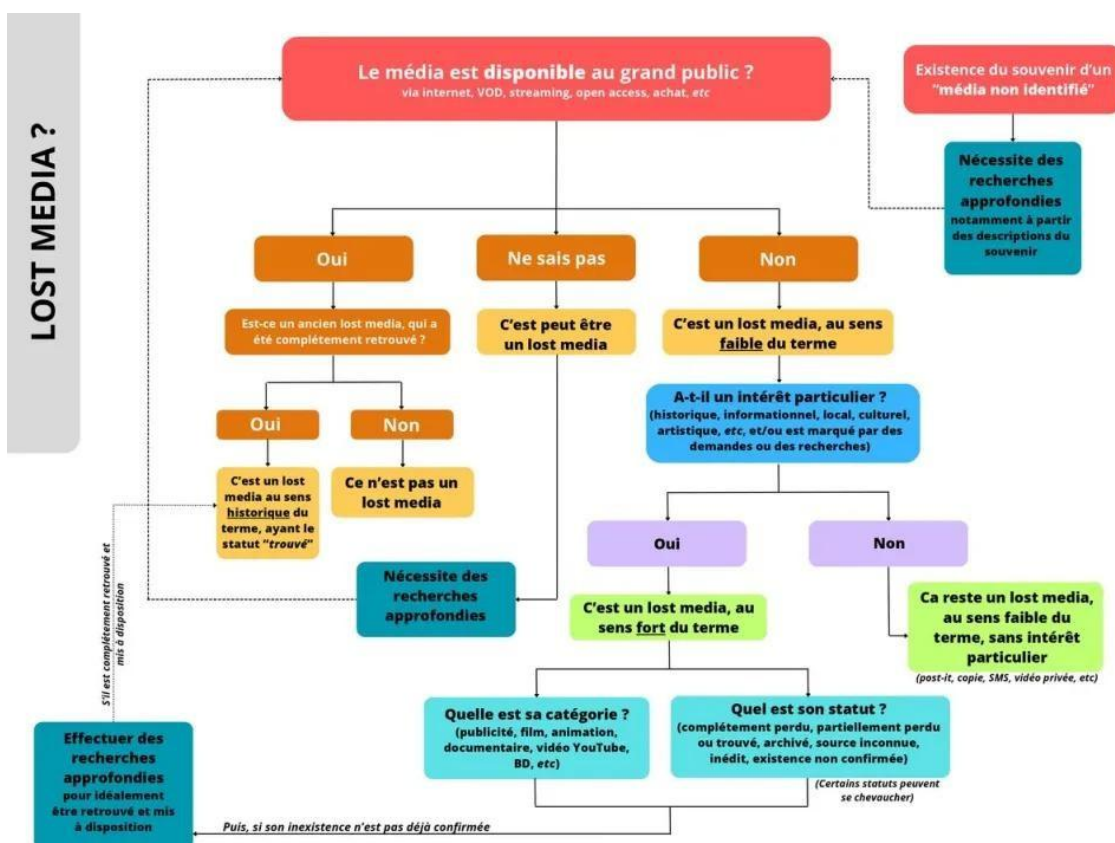 LOST MEDIA ?
Le média est disponible au grand public ?
via internet, VOD, streaming, open access, achat, etc
Existence du souvenir d'un
"média non identifié"
Nécessite des
recherches
approfondies
notamment à partir
des descriptions du
souvenir
Oui
Ne sais pas
Non
Est-ce un ancien lost media, qui a
été complétement retrouvé ?
C'est peut être
un lost media
C'est un lost media, au sens
faible du terme
A-t-il un intérêt particulier ?
(historique, informationnel, local, culturel,
artistique, etc, et/ou est marqué par des
demandes ou des recherches)
Oui
Non
C'est un lost
media au sens
historique du
terme, ayant le
statut "trouvé"
Ce n'est pas un
lost media
Oui
Non
Nécessite des
recherches
approfondies
C'est un lost media, au
sens fort du terme
Ca reste un lost media,
au sens faible du
terme, sans intérêt
particulier
(post-it, copie, SMS, vidéo privée, etc)
S'il est complétement retrouvé et
mis à disposition
Quelle est sa catégorie ?
(publicité, film, animation,
documentaire, vidéo YouTube,
BD, etc)
Quel est son statut ?
(complétement perdu, partiellement perdu
ou trouvé, archivé, source inconnue,
inédit, existence non confirmée)
(Certains statuts peuvent
se chevaucher)
Effectuer des
recherches
approfondies
pour idéalement
être retrouvé et mis
à disposition
Puis, si son inexistence n'est pas déjà confirmée